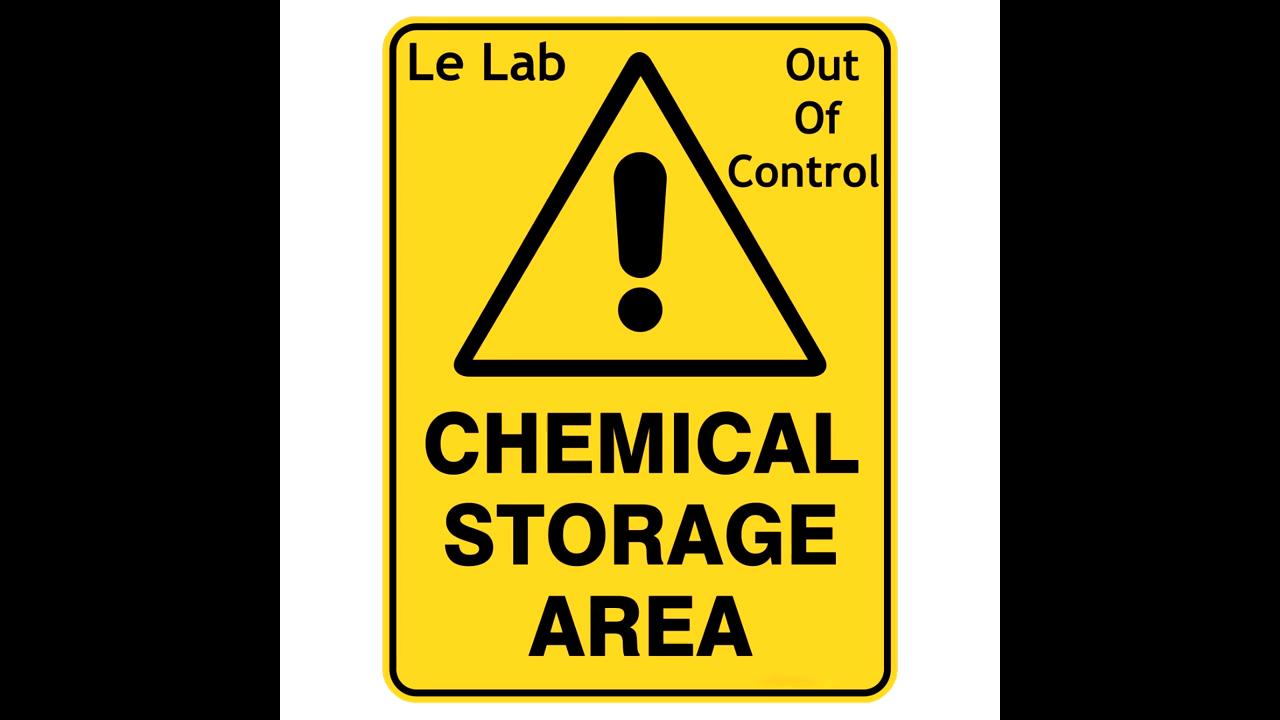 Le Lab
Out
Of
Control
CHEMICAL
STORAGE
AREA